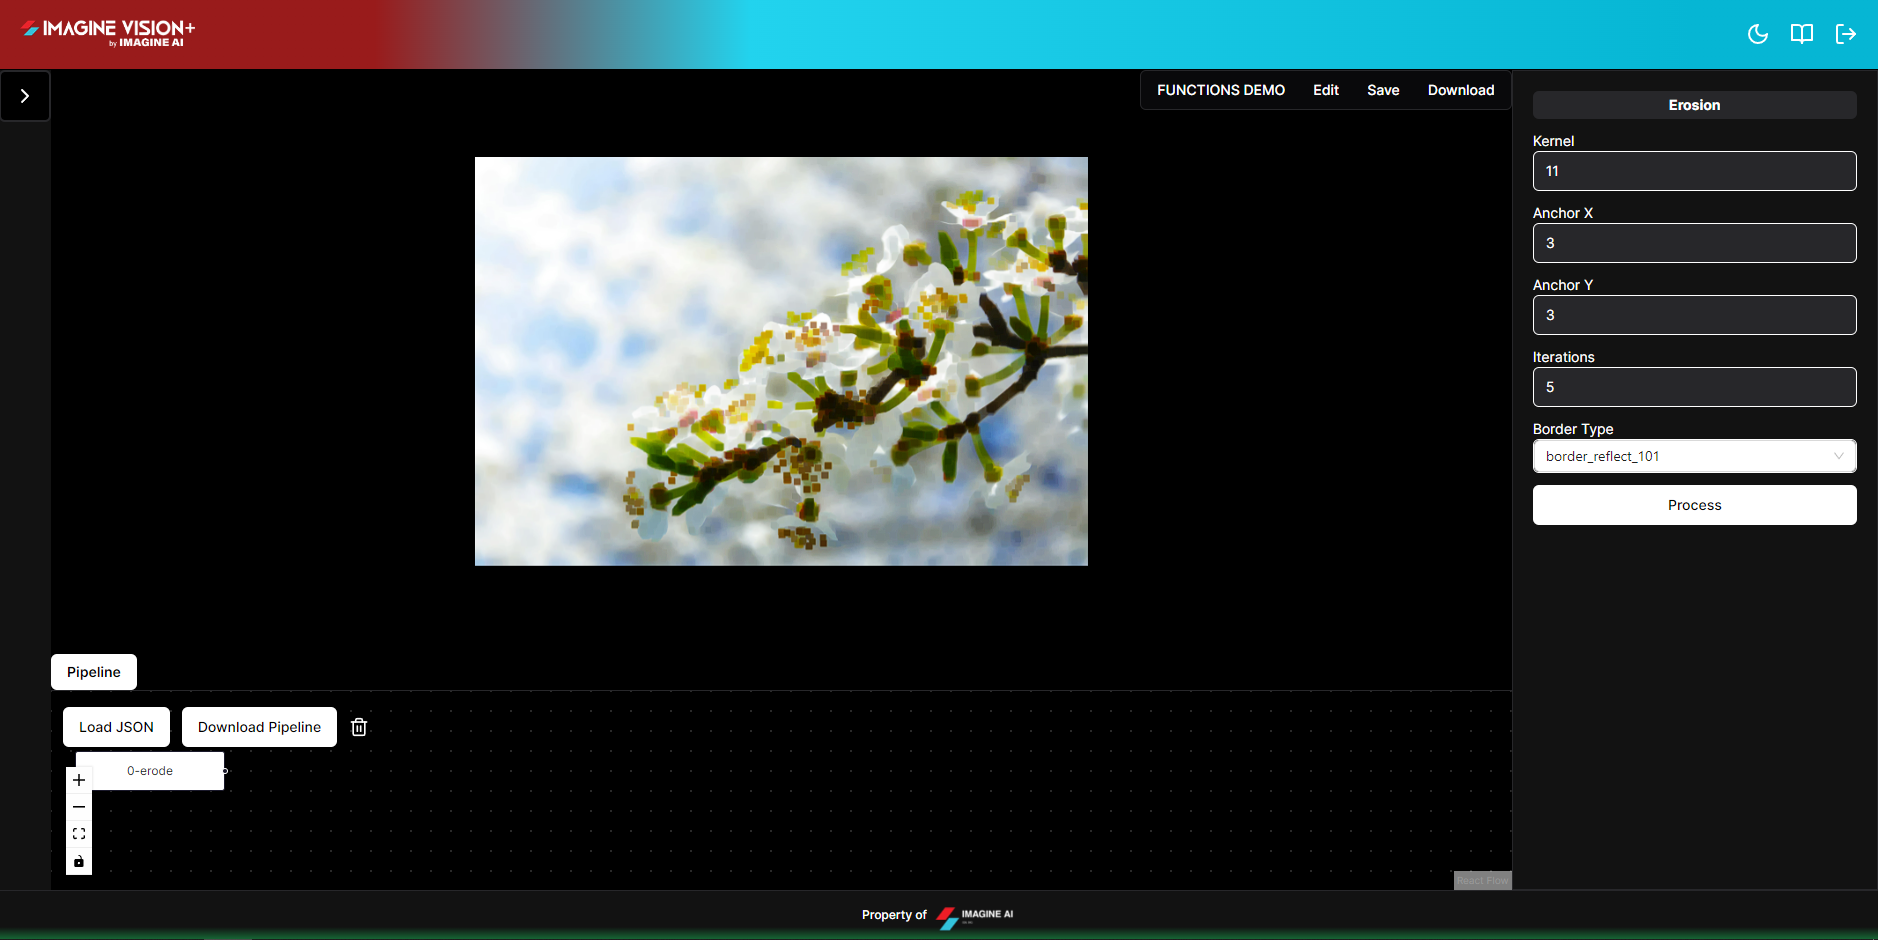 IMAGINE VISION+
by IMAGINE AI
FUNCTIONS DEMO Edit Save Download
Erosion
Kernel
11
Anchor X
3
Anchor Y
3
Iterations
5
Border Type
border_reflect_101
Process
Pipeline
Load JSON Download Pipeline
0-erode
React Flow
Property of IMAGINE AI